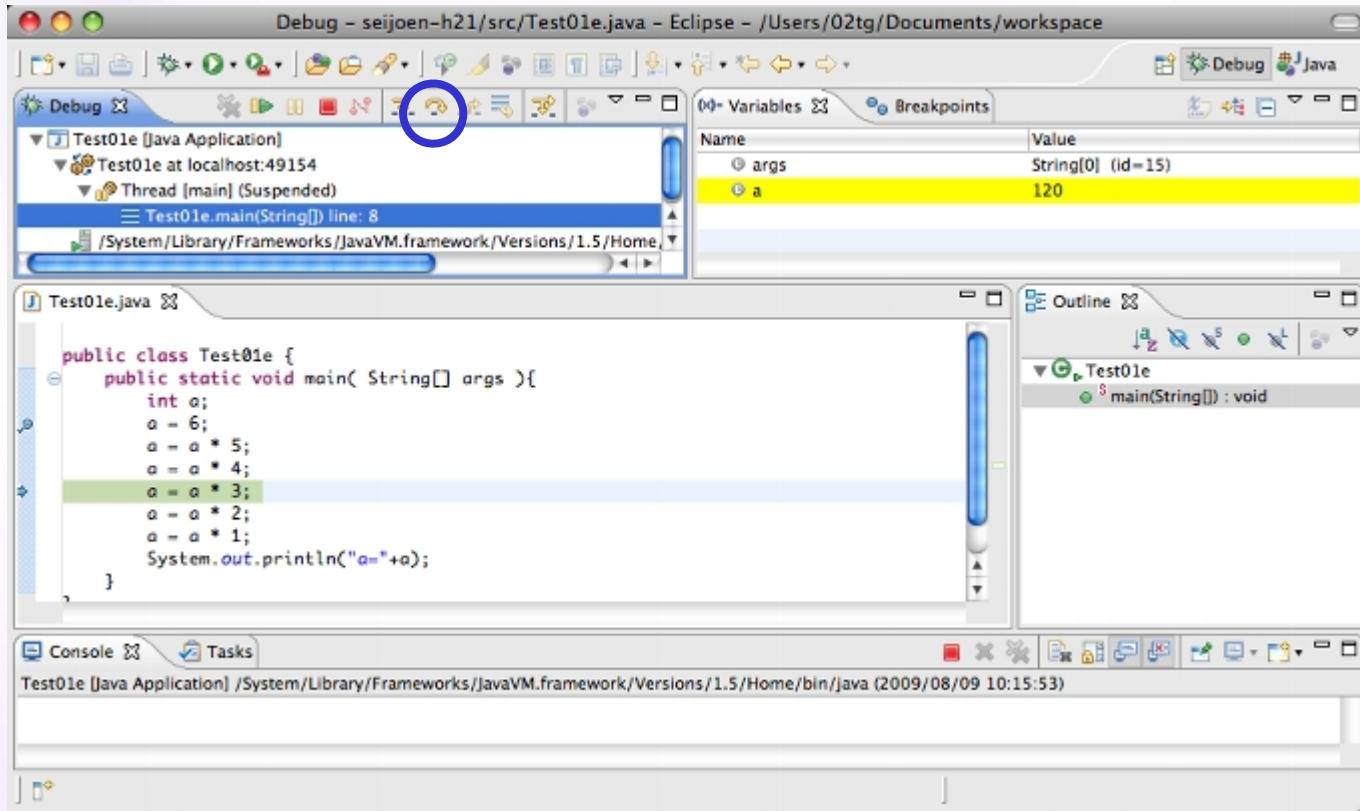 Debug - seijoen-h21/src/Test01e.java - Eclipse - /Users/02tg/Documents/workspace
Debug
Java
Debug
Test01e [Java Application]
Test01e at localhost:49154
Thread [main] (Suspended)
Test01e.main(String[]) line: 8
/System/Library/Frameworks/JavaVM.framework/Versions/1.5/Home/
(x)= Variables
Breakpoints
Name
Value
args
String[0] (id=15)
a
120
Test01e.java
public class Test01e {
public static void main( String[] args ){
int a;
a = 6;
a = a * 5;
a = a * 4;
a = a * 3;
a = a * 2;
a = a * 1;
System.out.println("a="+a);
}
Outline
Test01e
main(String[]) : void
Console
Tasks
Test01e [Java Application] /System/Library/Frameworks/JavaVM.framework/Versions/1.5/Home/bin/java (2009/08/09 10:15:53)